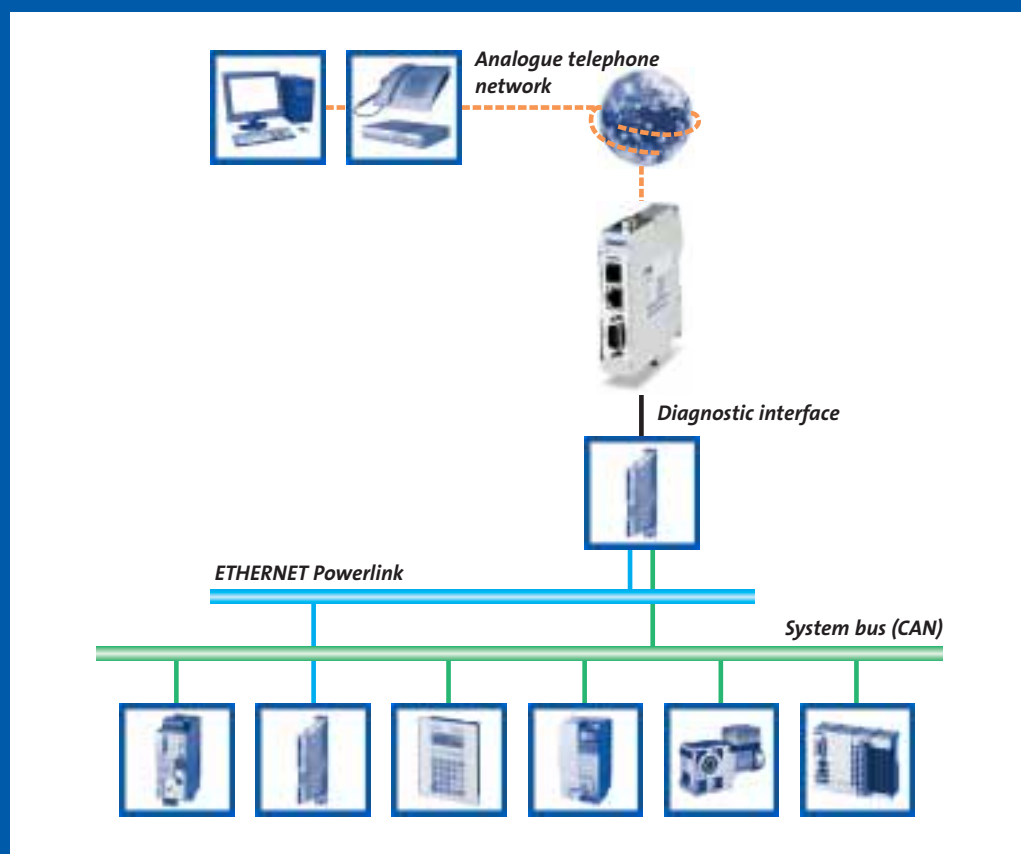 Analogue telephone
network
Diagnostic interface
ETHERNET Powerlink
System bus (CAN)